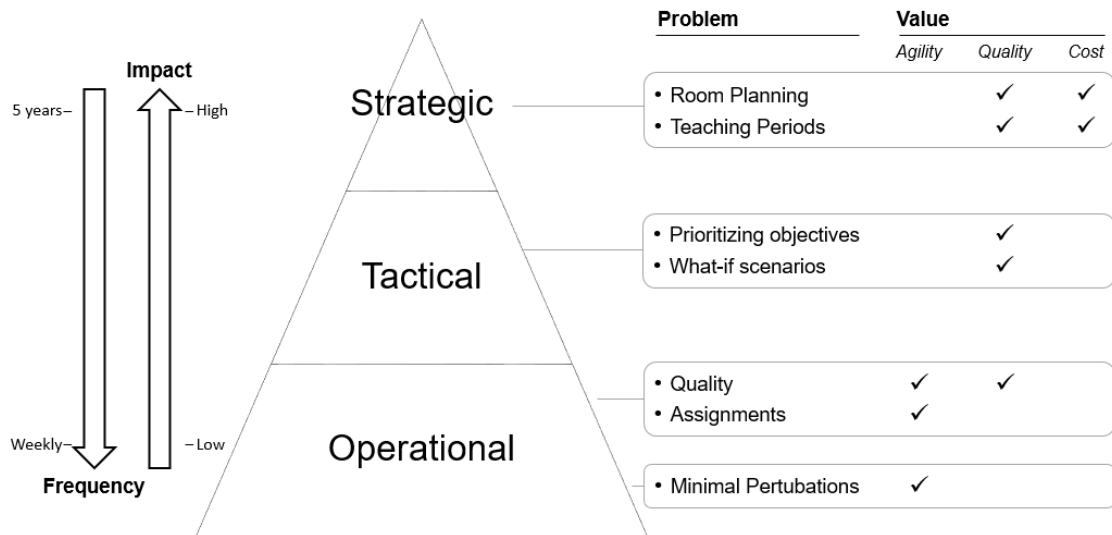 Problem Value
Agility Quality Cost
Impact
5 years High
Strategic
• Room Planning ✓ ✓
• Teaching Periods ✓ ✓
Tactical
• Prioritizing objectives ✓
• What-if scenarios ✓
Operational
• Quality ✓ ✓
• Assignments ✓
Weekly Low
Frequency
• Minimal Pertubations ✓